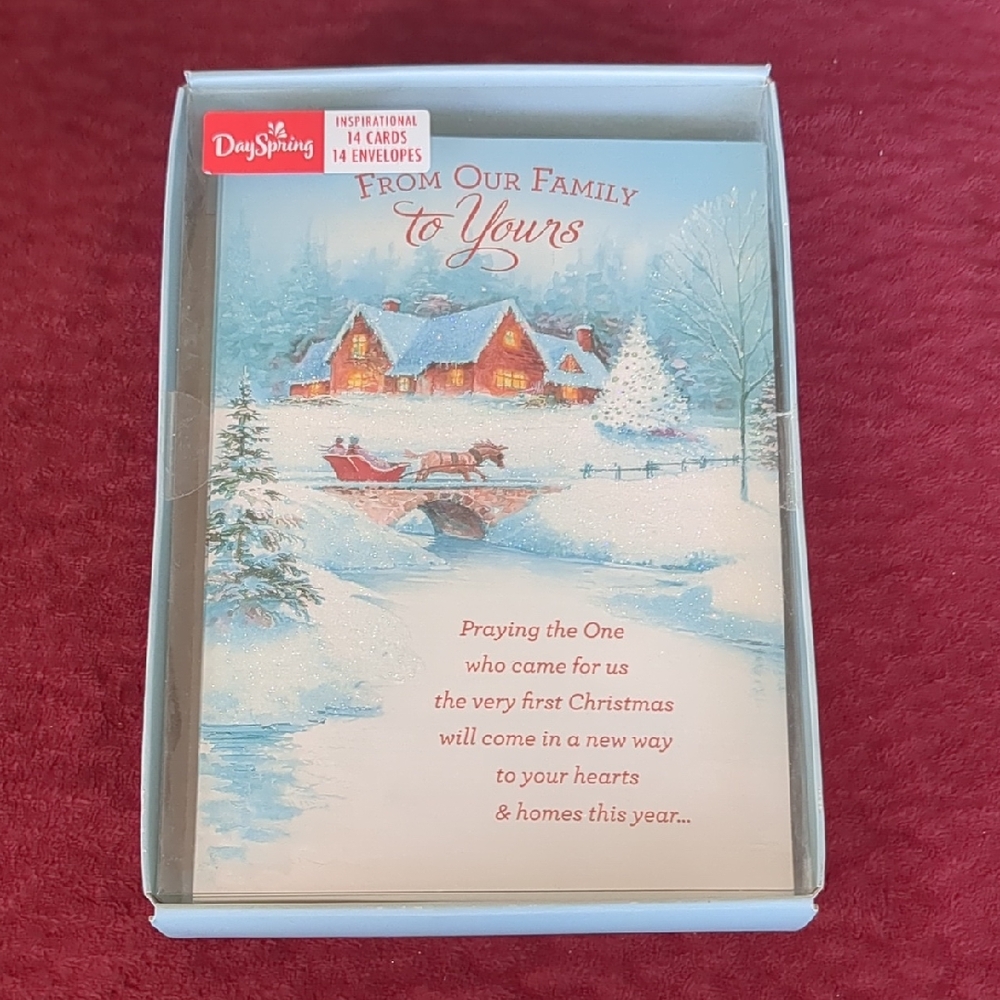 DaySpring
INSPIRATIONAL
14 CARDS
14 ENVELOPES
FROM OUR FAMILY
to Yours
Praying the One
who came for us
the very first Christmas
will come in a new way
to your hearts
& homes this year...